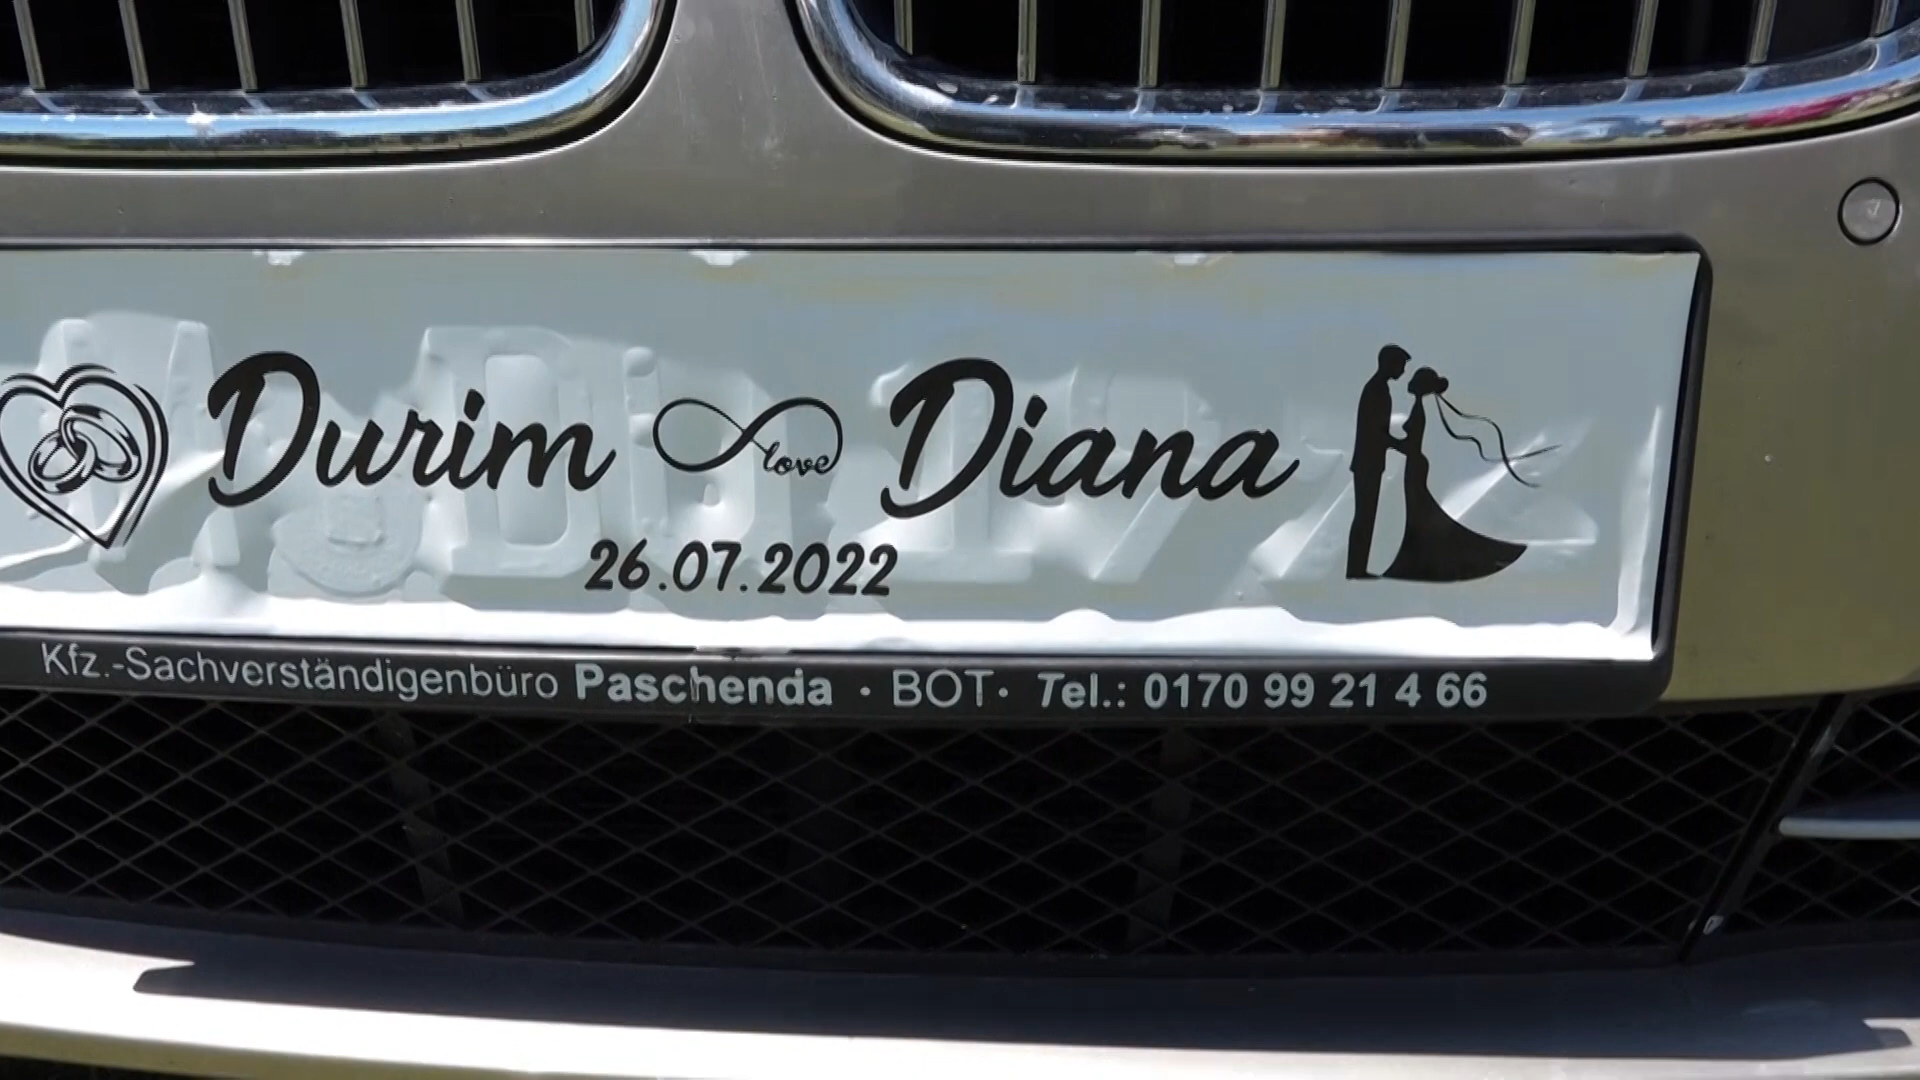 Durim love Diana
26.07.2022
Kfz.-Sachverständigenbüro Paschenda · BOT · Tel.: 0170 99 21 4 66